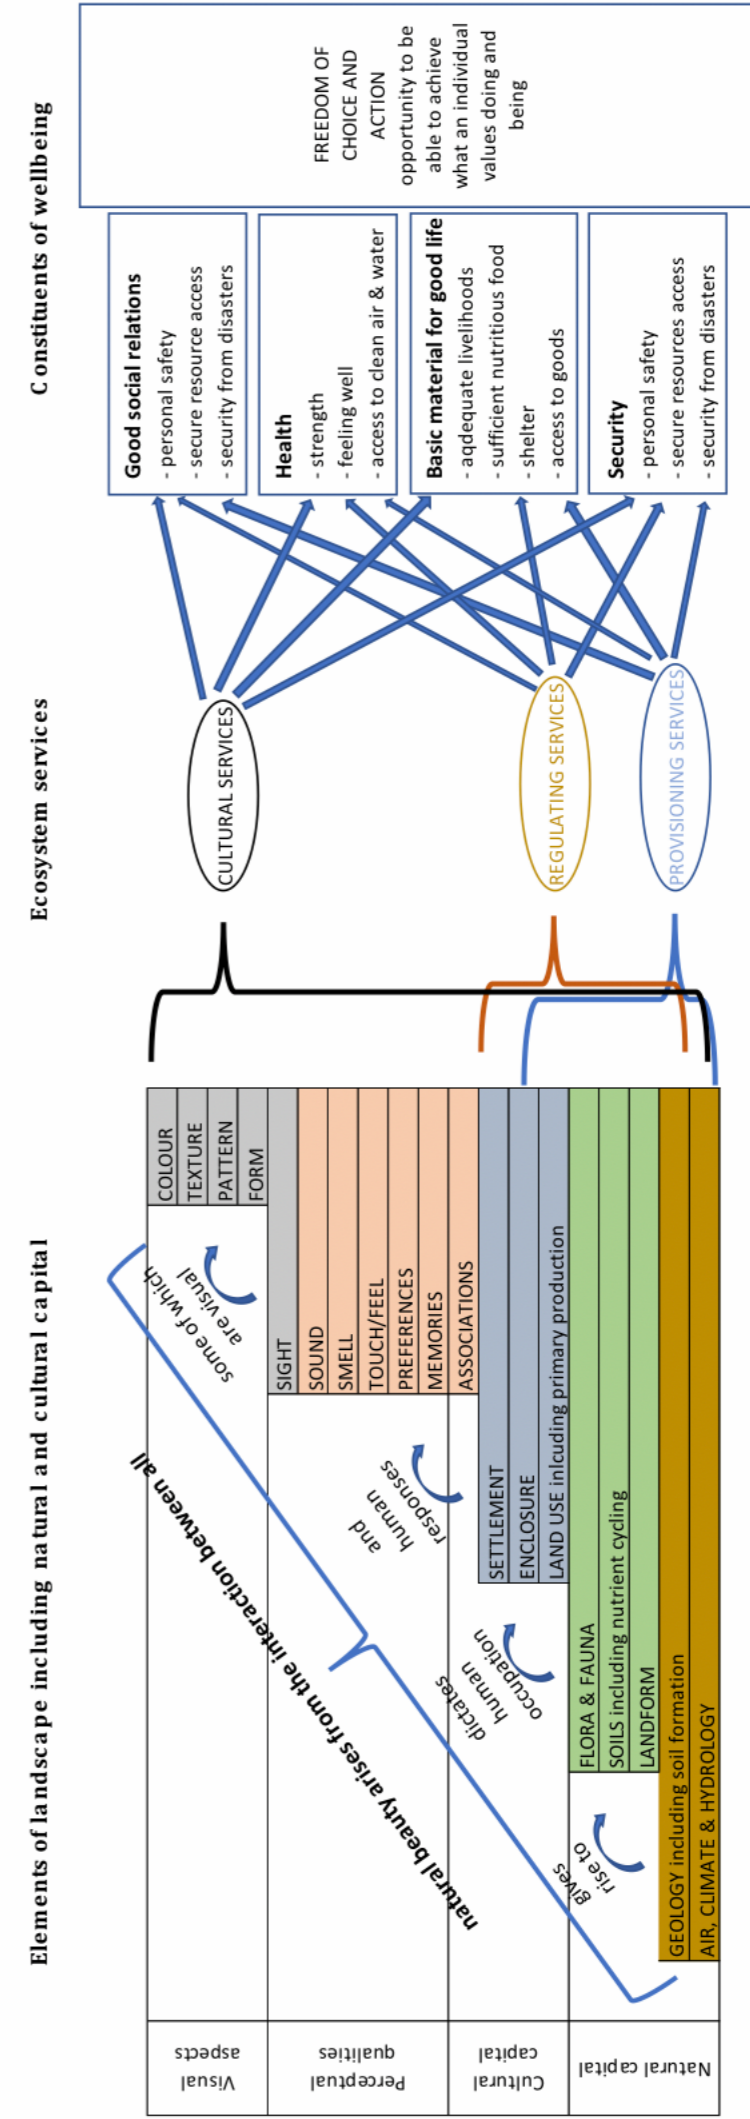 Elements of landscape including natural and cultural capital
Ecosystem services
Constituents of wellbeing
Visual
aspects
Perceptual
qualities
Cultural
capital
Natural capital
natural beauty arises from the interaction between all
some of which
are visual
and
human
responses
dictates
human
occupation
gives
rise to
COLOUR
TEXTURE
PATTERN
FORM
SIGHT
SOUND
SMELL
TOUCH/FEEL
PREFERENCES
MEMORIES
ASSOCIATIONS
SETTLEMENT
ENCLOSURE
LAND USE inlcuding primary production
FLORA & FAUNA
SOILS including nutrient cycling
LANDFORM
GEOLOGY including soil formation
AIR, CLIMATE & HYDROLOGY
CULTURAL SERVICES
REGULATING SERVICES
PROVISIONING SERVICES
Good social relations
- personal safety
- secure resource access
- security from disasters
Health
- strength
- feeling well
- access to clean air & water
Basic material for good life
- aqdequate livelihoods
- sufficient nutritious food
- shelter
- access to goods
Security
- personal safety
- secure resources access
- security from disasters
FREEDOM OF
CHOICE AND
ACTION
opportunity to be
able to achieve
what an individual
values doing and
being